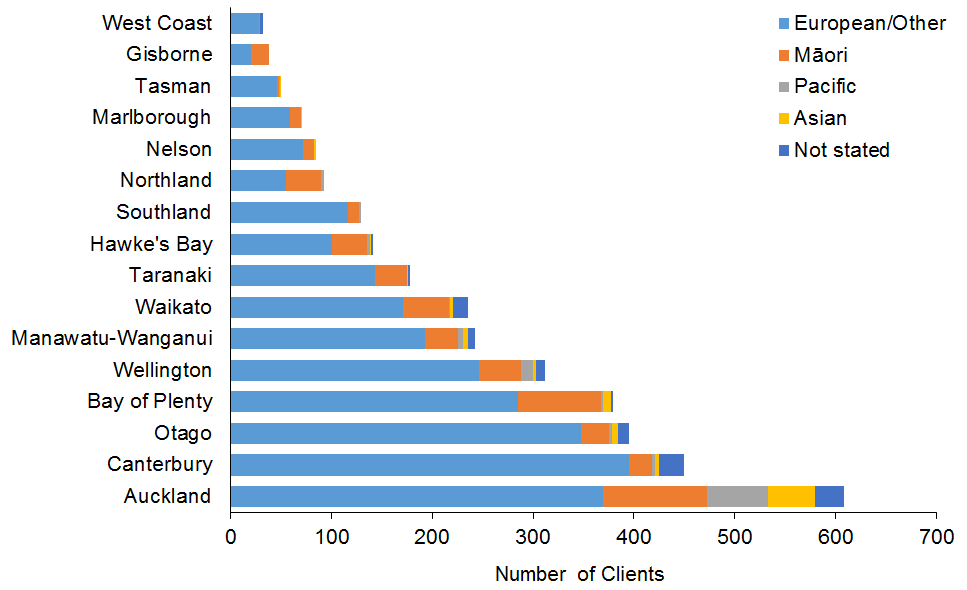 West Coast
Gisborne
Tasman
Marlborough
Nelson
Northland
Southland
Hawke's Bay
Taranaki
Waikato
Manawatu-Wanganui
Wellington
Bay of Plenty
Otago
Canterbury
Auckland
European/Other
Māori
Pacific
Asian
Not stated
0 100 200 300 400 500 600 700
Number of Clients